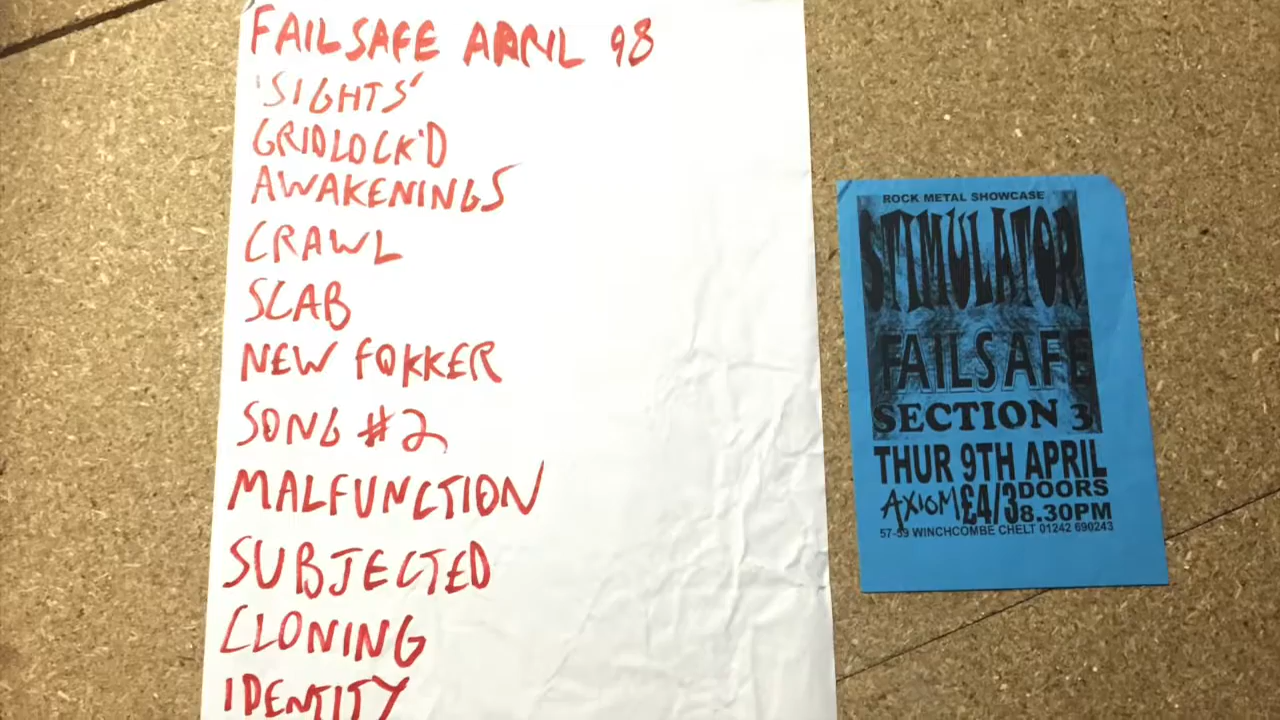 FAILSAFE APRIL 98
'SIGHTS'
GRIDLOCK'D
AWAKENINGS
CRAWL
SCAB
NEW FOKKER
SONG #2
MALFUNCTION
SUBJECTED
CLONING
IDENTITY
ROCK METAL SHOWCASE
STIMULATOR
FAILSAFE
SECTION 3
THUR 9TH APRIL
AXIOM £4/3 DOORS 8.30PM
57-59 WINCHCOMBE CHELT 01242 690243